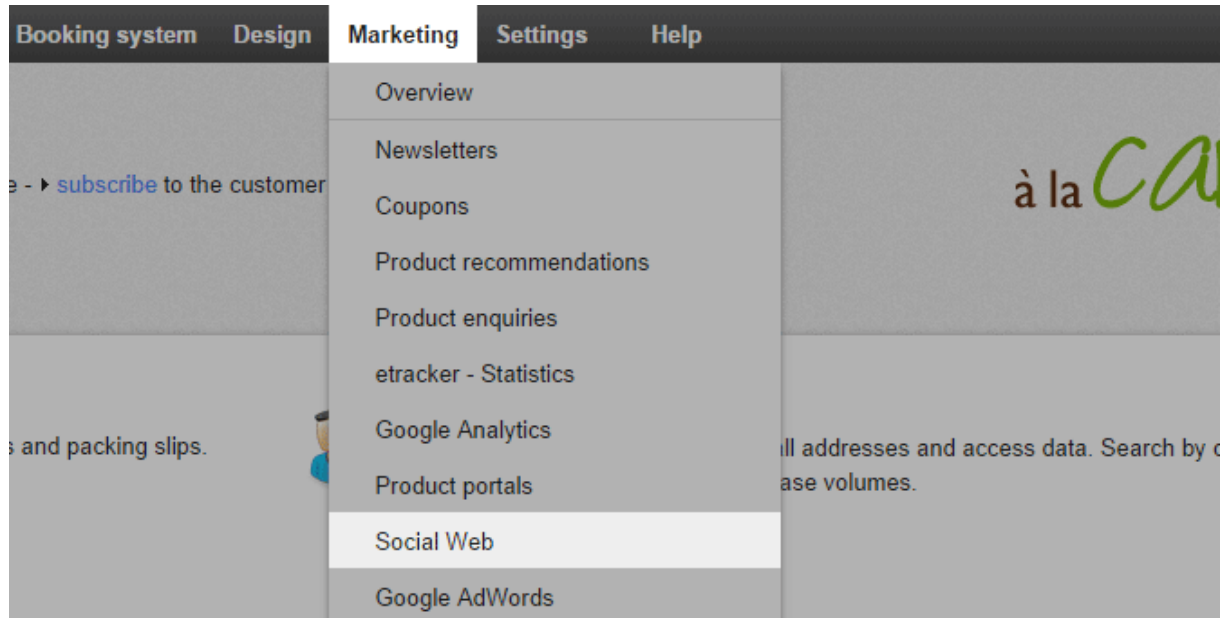 Booking system Design Marketing Settings Help
Overview
Newsletters
subscribe to the customer
à la
Coupons
Product recommendations
Product enquiries
etracker - Statistics
Google Analytics
and packing slips.
addresses and access data. Search by
Product portals
volumes.
Social Web
Google AdWords